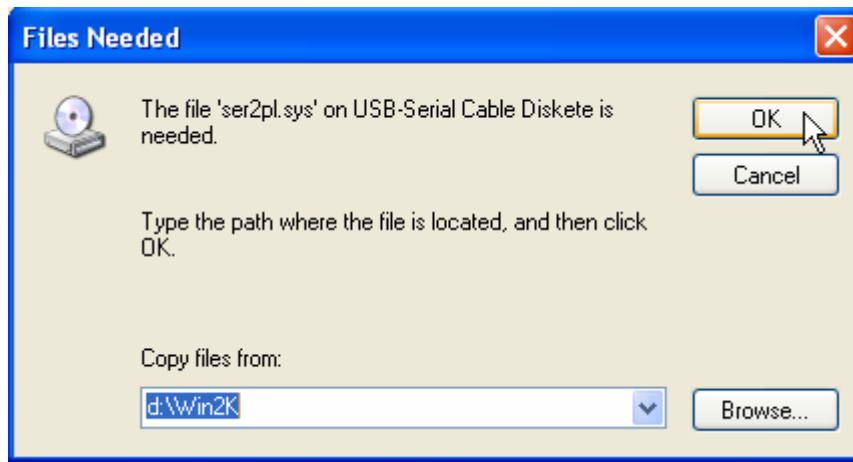 Files Needed
The file 'ser2pl.sys' on USB-Serial Cable Diskete is
needed.
OK
Cancel
Type the path where the file is located, and then click
OK.
Copy files from:
d:\Win2K
Browse...